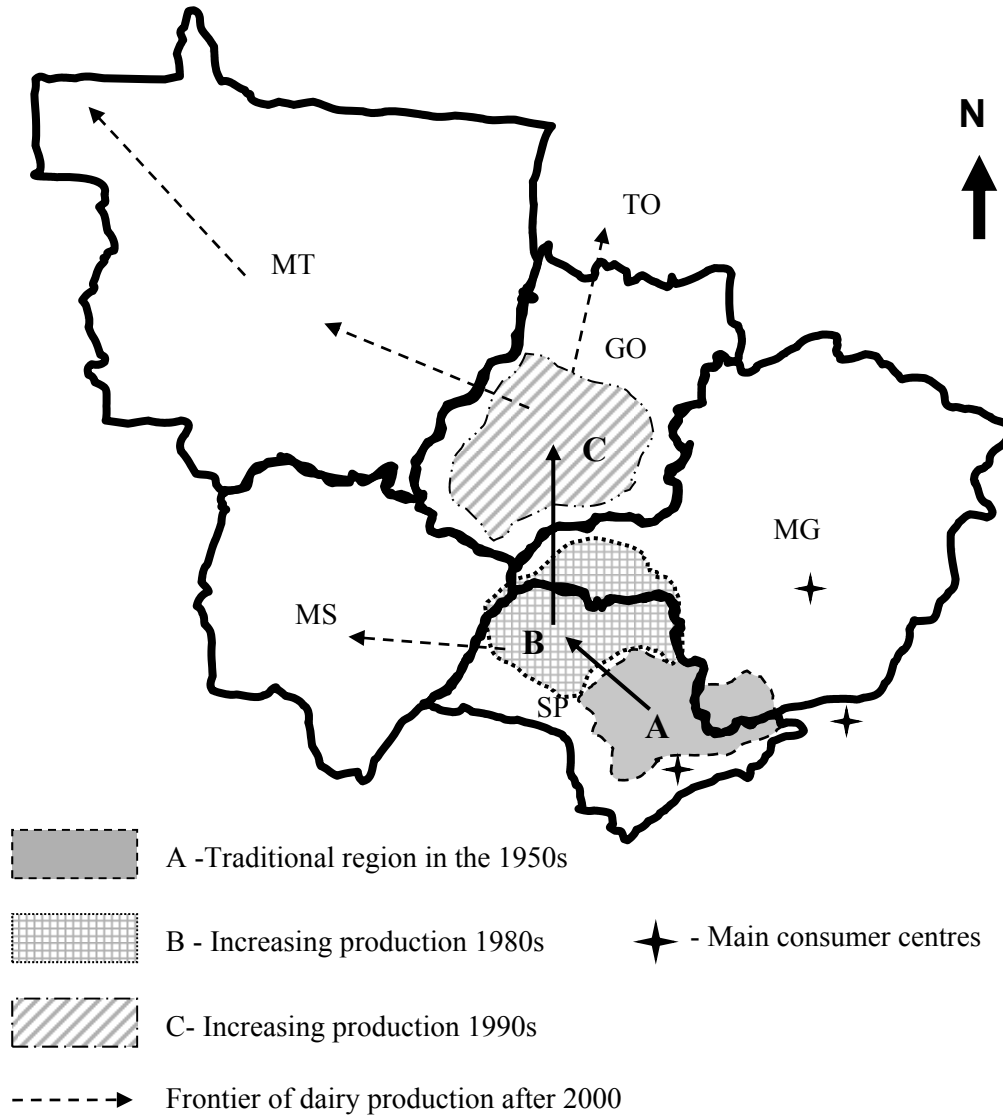 N
TO
MT
GO
C
MG
MS
B
SP
A
A -Traditional region in the 1950s
B - Increasing production 1980s
- Main consumer centres
C- Increasing production 1990s
Frontier of dairy production after 2000